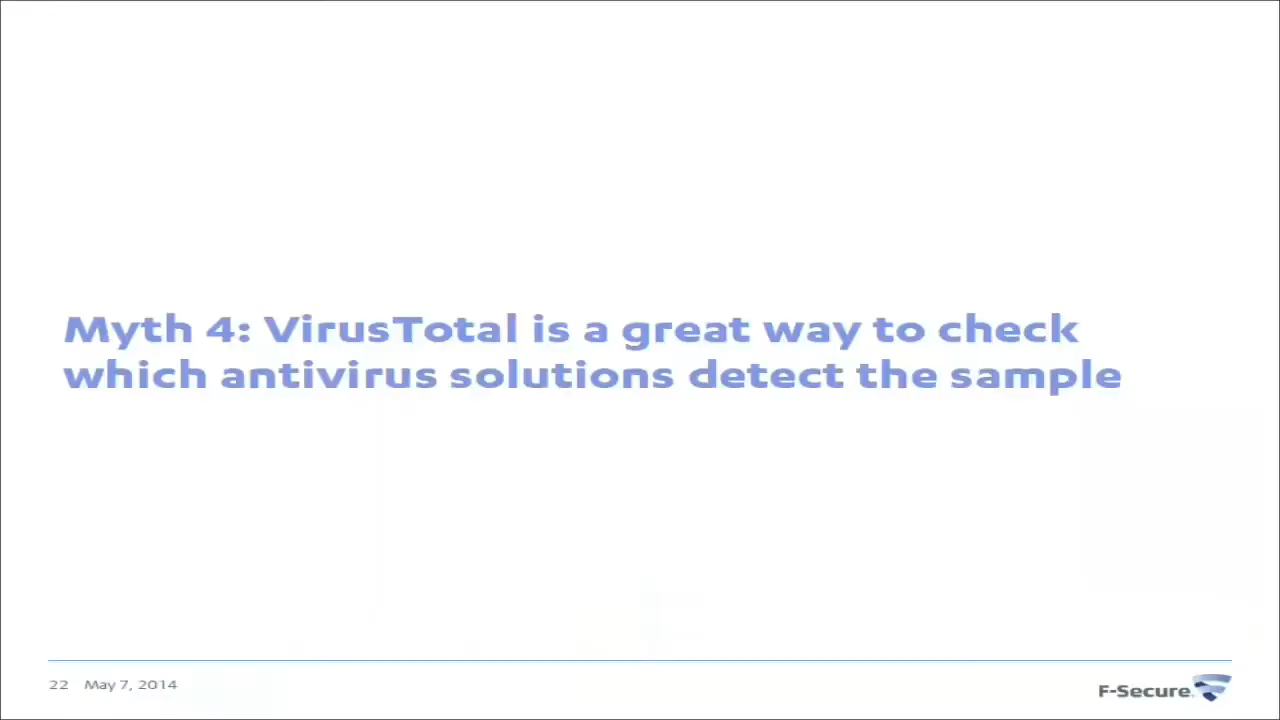 Myth 4: VirusTotal is a great way to check
which antivirus solutions detect the sample
22 May 7, 2014
F-Secure.